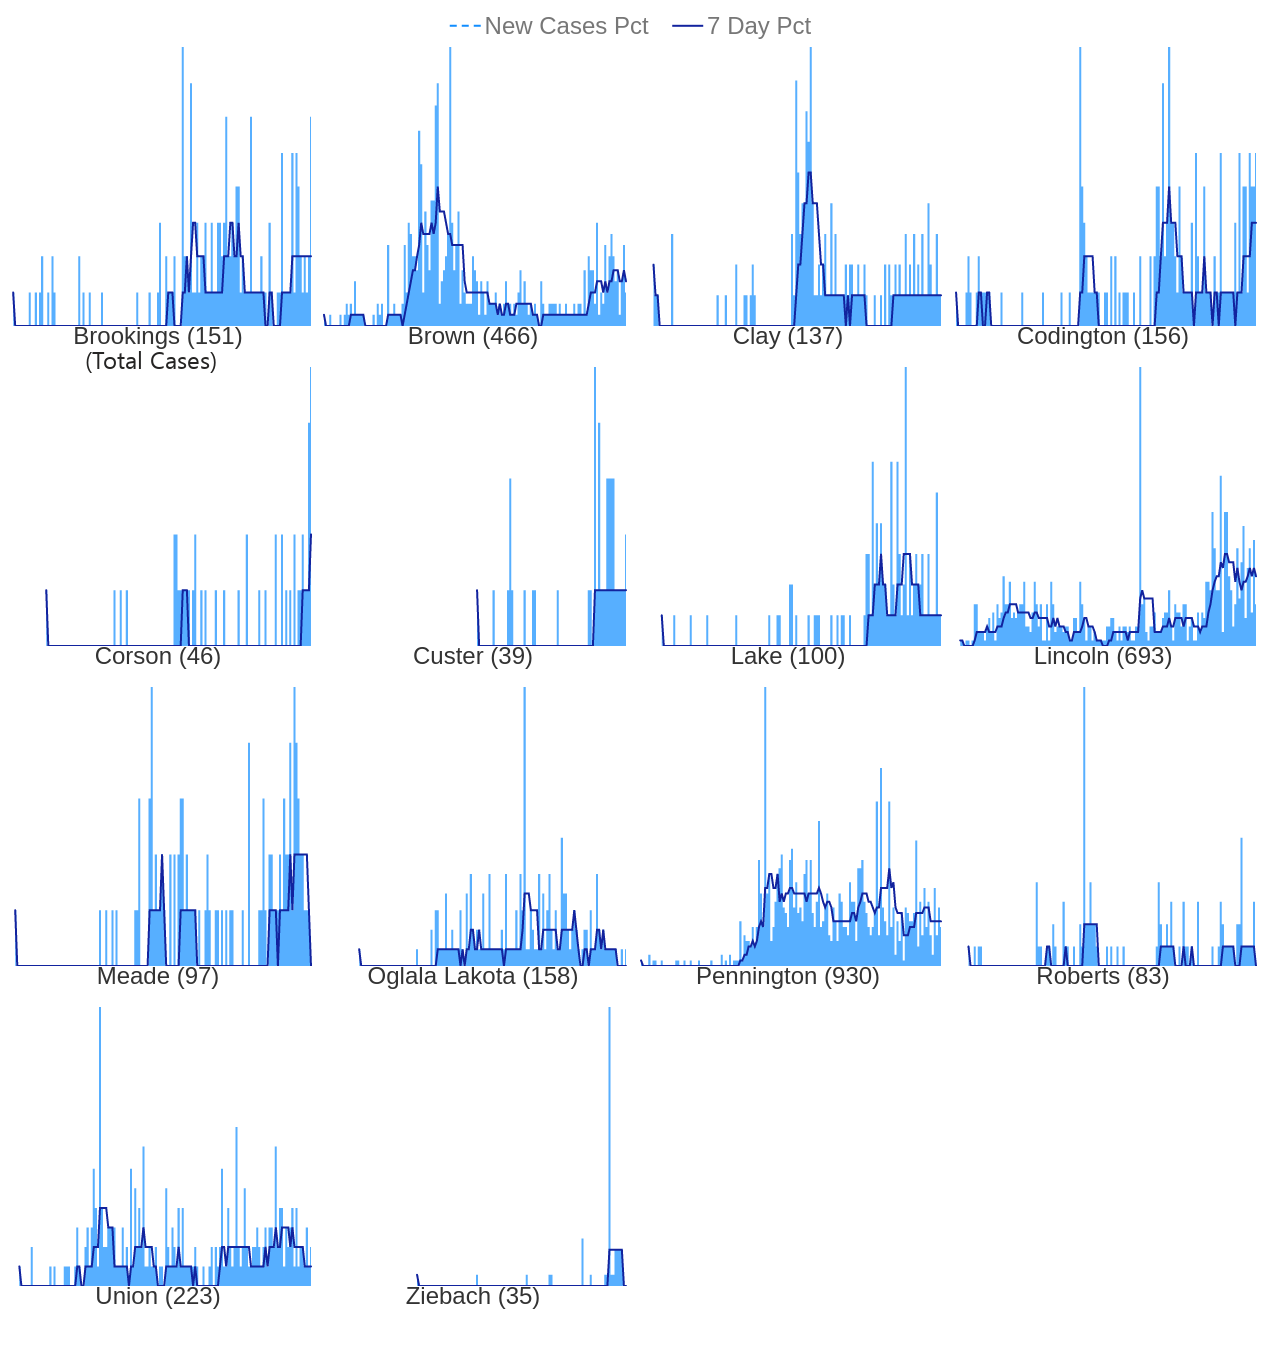 New Cases Pct 7 Day Pct
Brookings (151) Brown (466) Clay (137) Codington (156)
(Total Cases)
Corson (46) Custer (39) Lake (100) Lincoln (693)
Meade (97) Oglala Lakota (158) Pennington (930) Roberts (83)
Union (223) Ziebach (35)